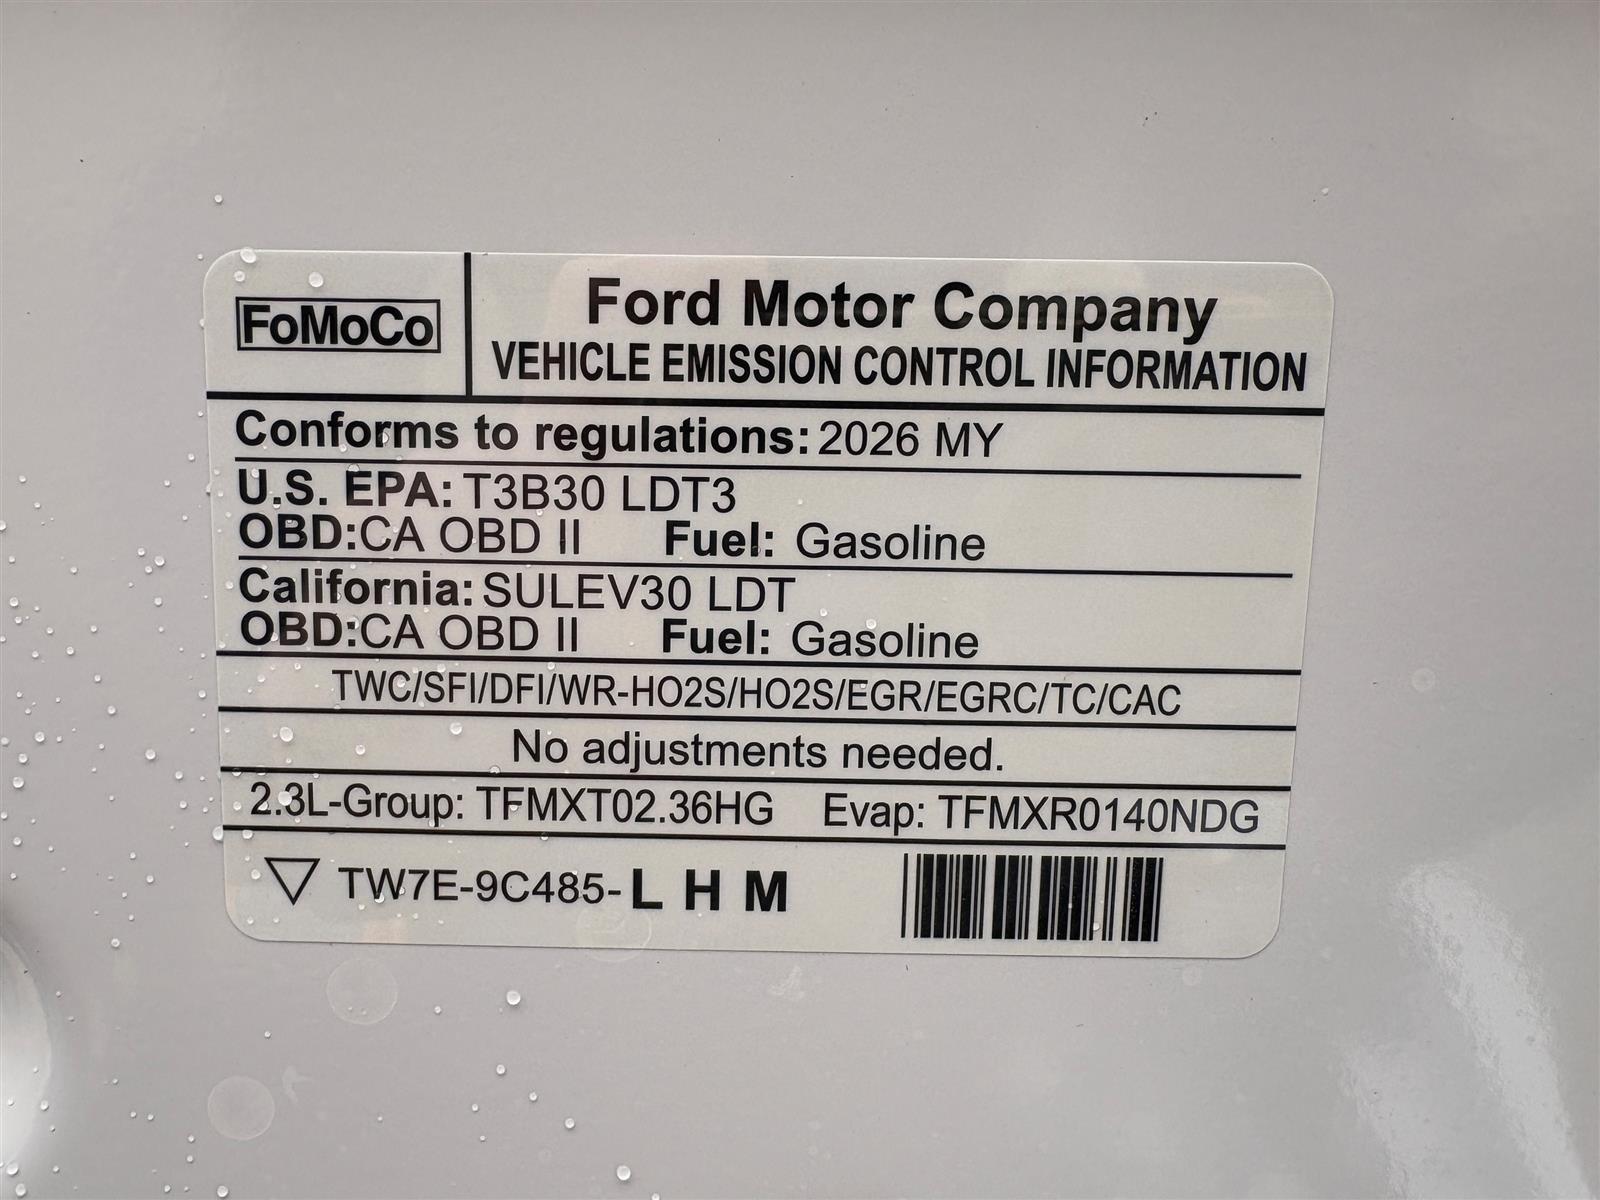 FoMoCo
Ford Motor Company
VEHICLE EMISSION CONTROL INFORMATION
Conforms to regulations: 2026 MY
U.S. EPA: T3B30 LDT3
OBD:CA OBD II Fuel: Gasoline
California: SULEV30 LDT
OBD:CA OBD II Fuel: Gasoline
TWC/SFI/DFI/WR-HO2S/HO2S/EGR/EGRC/TC/CAC
No adjustments needed.
2.3L-Group: TFMXT02.36HG Evap: TFMXR0140NDG
TW7E-9C485-L H M